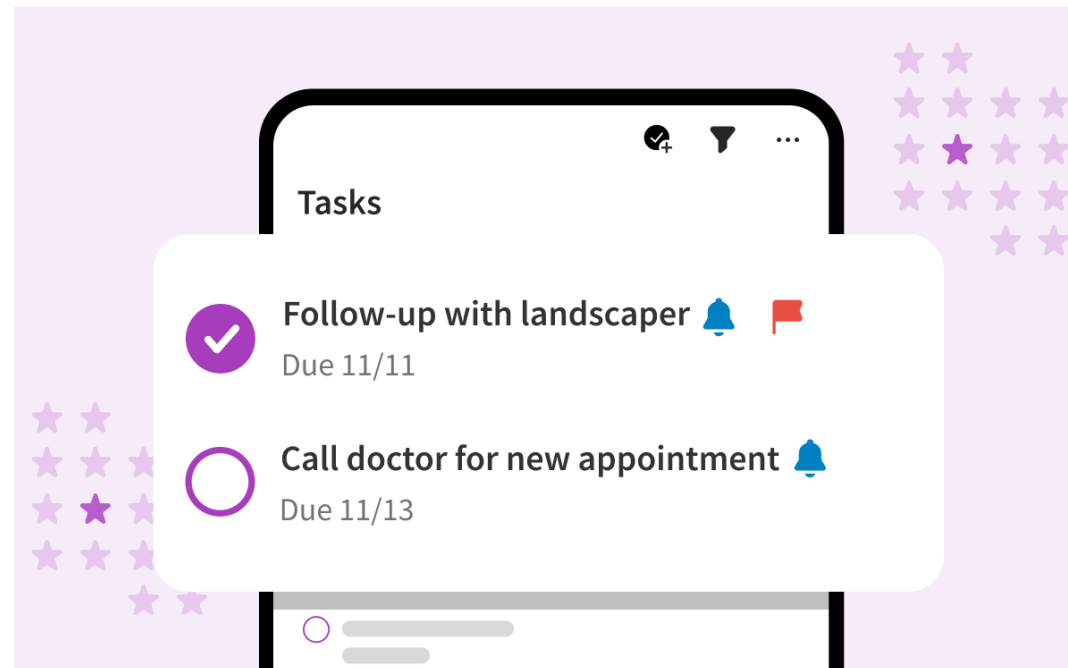 Tasks
Follow-up with landscaper
Due 11/11
Call doctor for new appointment
Due 11/13